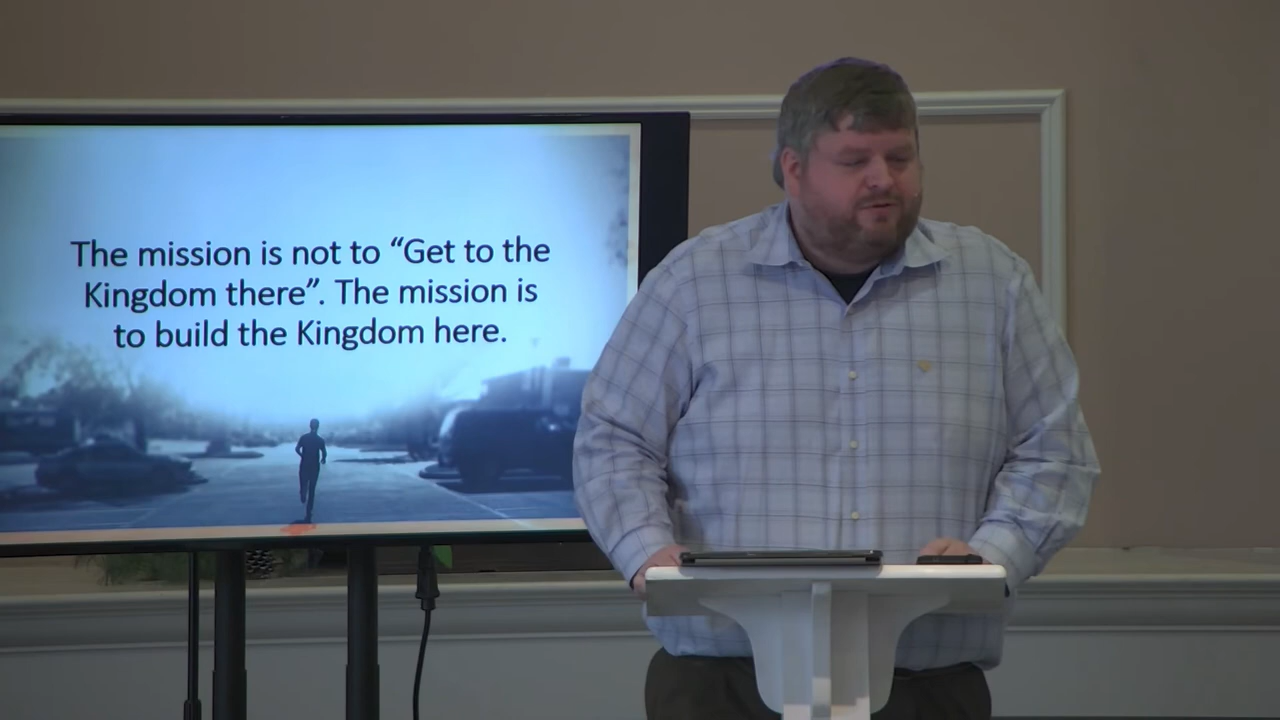 The mission is not to “Get to the
Kingdom there”. The mission is
to build the Kingdom here.